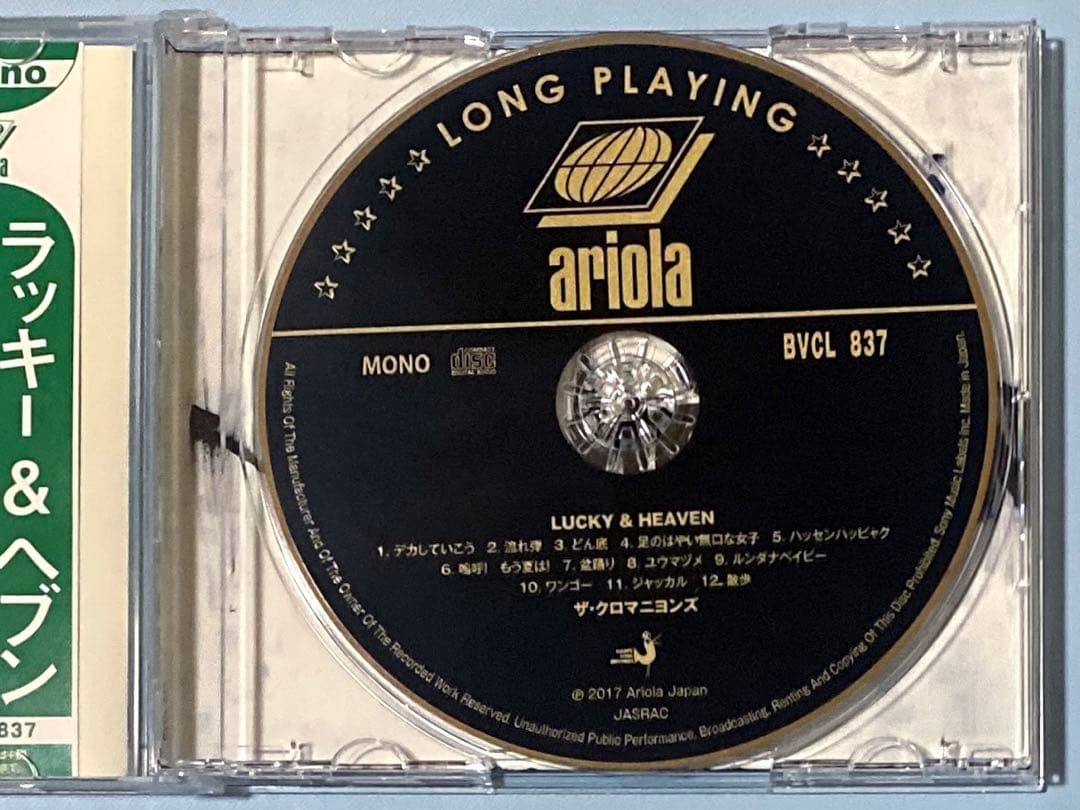 no
a
ラッキー&ヘブン
837
LONG PLAYING
ariola
MONO
COMPACT
disc
DIGITAL AUDIO
BVCL 837
LUCKY & HEAVEN
1. デカしていこう 2. 流れ弾 3. どん底 4. 足のはやい無口な女子 5. ハッセンハッピャク
6. 嗚呼! もう夏は! 7. 盆踊り 8. ユウマヅメ 9. ルンダナベイビー
10. ワンゴー 11. ジャッカル 12. 散歩
ザ・クロマニヨンズ
℗ 2017 Ariola Japan
JASRAC
All Rights Of The Manufacturer And Of The Owner Of The Recorded Work Reserved. Unauthorized Public Performance, Broadcasting, Renting And Copying Of This Disc Prohibited. Sony Music Labels Inc. Made in Japan.